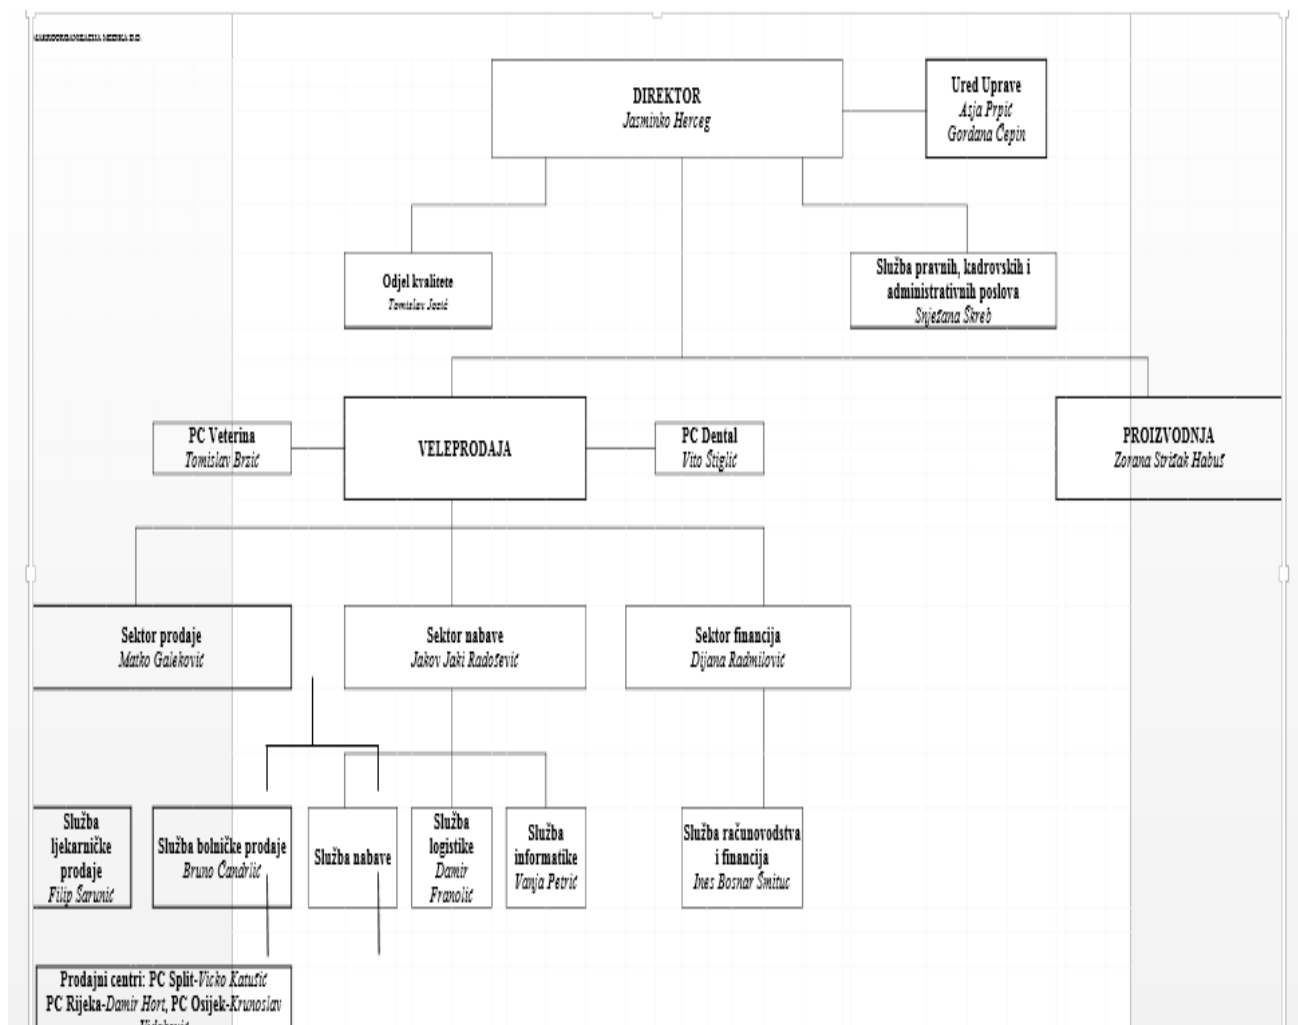 MAKROORGANIZACIJA MEDIKA D.D.
DIREKTOR
Jasminko Herceg
Ured Uprave
Asja Prpić
Gordana Čepin
Odjel kvalitete
Tomislav Jozić
Služba pravnih, kadrovskih i
administrativnih poslova
Snježana Škreb
PC Veterina
Tomislav Brzić
VELEPRODAJA
PC Dental
Vito Štiglić
PROIZVODNJA
Zorana Strižak Habuš
Sektor prodaje
Matko Galeković
Sektor nabave
Jakov Jaki Radošević
Sektor financija
Dijana Radmilović
Služba
ljekarničke
prodaje
Filip Šarunić
Služba bolničke prodaje
Bruno Čandrlić
Služba nabave
Služba
logistike
Damir
Franolić
Služba
informatike
Vanja Petrić
Služba računovodstva
i financija
Ines Bosnar Šmituc
Prodajni centri: PC Split-Vicko Katušić
PC Rijeka-Damir Hort, PC Osijek-Krunoslav